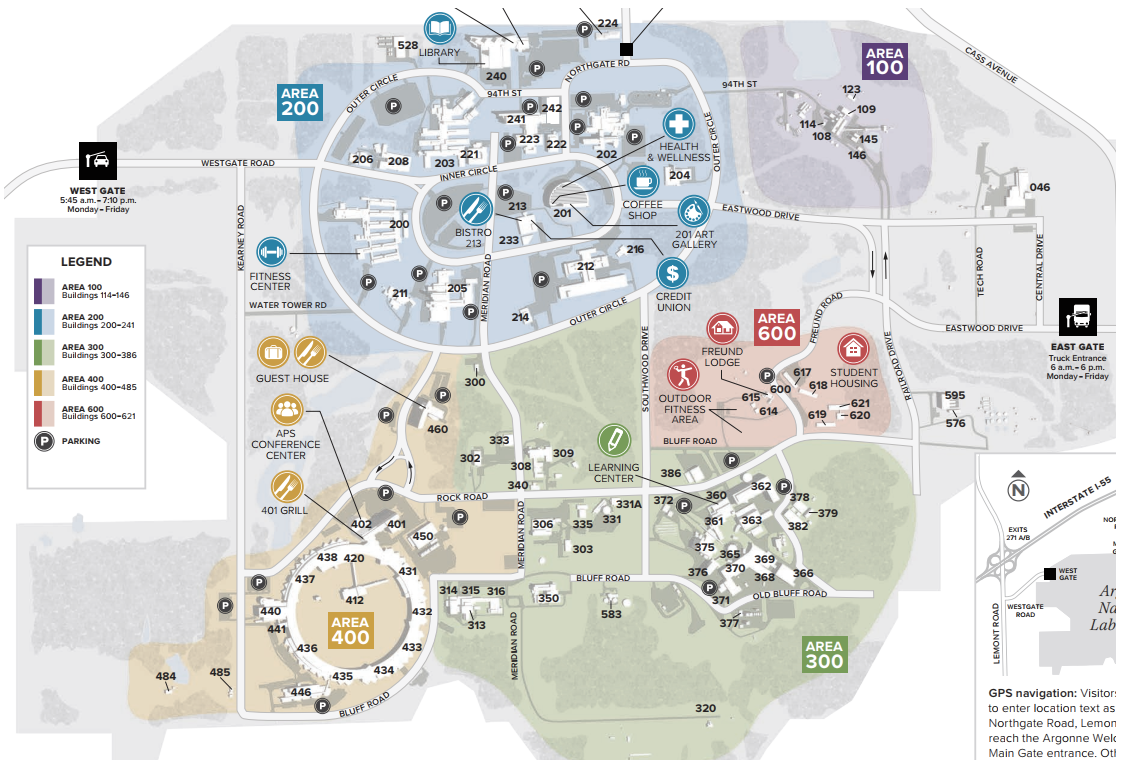 224
528
LIBRARY
240
NORTHGATE RD
CASS AVENUE
AREA
100
AREA
200
OUTER CIRCLE
94TH ST
94TH ST
123
109
114
108
145
146
242
241
223
222
202
206
208
203
221
INNER CIRCLE
HEALTH
& WELLNESS
OUTER CIRCLE
204
COFFEE
SHOP
201
213
BISTRO
213
233
200
201 ART
GALLERY
EASTWOOD DRIVE
046
WESTGATE ROAD
WEST GATE
5:45 a.m.–7:10 p.m.
Monday–Friday
KEARNEY ROAD
FITNESS
CENTER
WATER TOWER RD
216
212
CREDIT
UNION
211
205
MERIDIAN ROAD
214
OUTER CIRCLE
TECH ROAD
CENTRAL DRIVE
EASTWOOD DRIVE
EAST GATE
Truck Entrance
6 a.m.–6 p.m.
Monday–Friday
LEGEND
AREA 100
Buildings 114–146
AREA 200
Buildings 200–241
AREA 300
Buildings 300–386
AREA 400
Buildings 400–485
AREA 600
Buildings 600–621
P PARKING
AREA
600
FREUND ROAD
FREUND
LODGE
STUDENT
HOUSING
RAILROAD DRIVE
SOUTHWOOD DRIVE
OUTDOOR
FITNESS
AREA
617
618
600
615
614
621
620
619
595
576
BLUFF ROAD
GUEST HOUSE
300
460
APS
CONFERENCE
CENTER
401 GRILL
333
302
309
308
340
LEARNING
CENTER
386
ROCK ROAD
331A
331
335
306
303
MERIDIAN ROAD
372
360
362
378
379
382
361
363
375
365
369
376
370
368
366
371
377
OLD BLUFF ROAD
BLUFF ROAD
402
401
450
438
420
431
437
412
440
432
441
AREA
400
436
433
435
434
446
484
485
BLUFF ROAD
314
315
316
313
350
583
MERIDIAN ROAD
320
AREA
300
N
INTERSTATE I-55
EXITS
271 A/B
WEST
GATE
WESTGATE
ROAD
LEMONT ROAD
GPS navigation: Visitors
to enter location text as
Northgate Road, Lemon
reach the Argonne Welc
Main Gate entrance. Oth